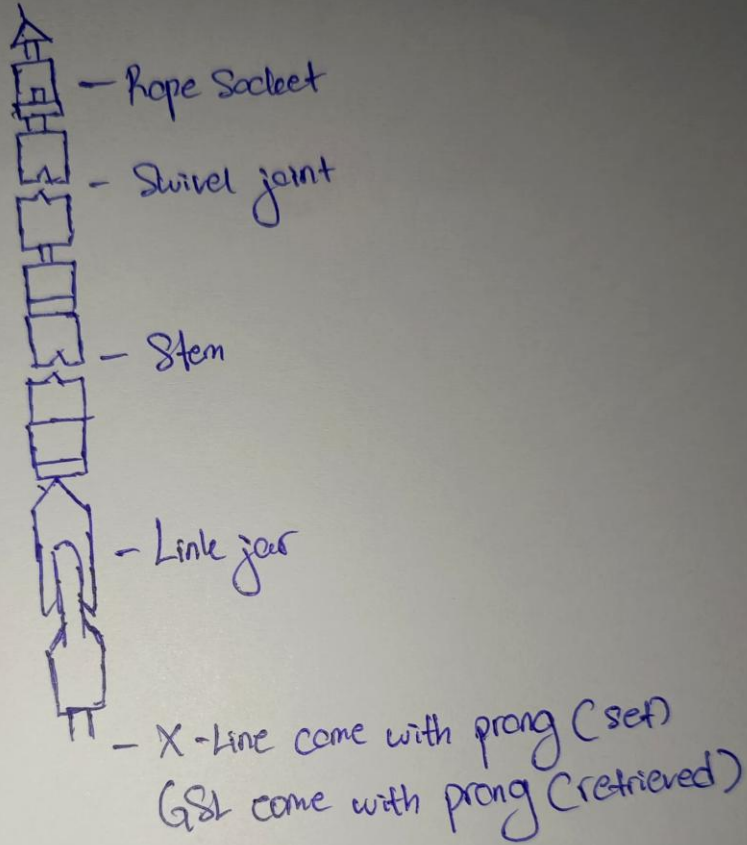 - Rope Socket
- Swivel joint
- Stem
- Link jar
- X-Line come with prong (set)
GSL come with prong (retrieved)